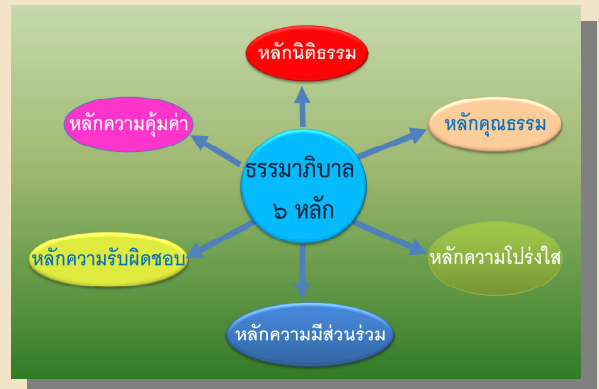 หลักนิติธรรม
หลักความคุ้มค่า
หลักคุณธรรม
ธรรมาภิบาล
๖ หลัก
หลักความรับผิดชอบ
หลักความโปร่งใส
หลักความมีส่วนร่วม